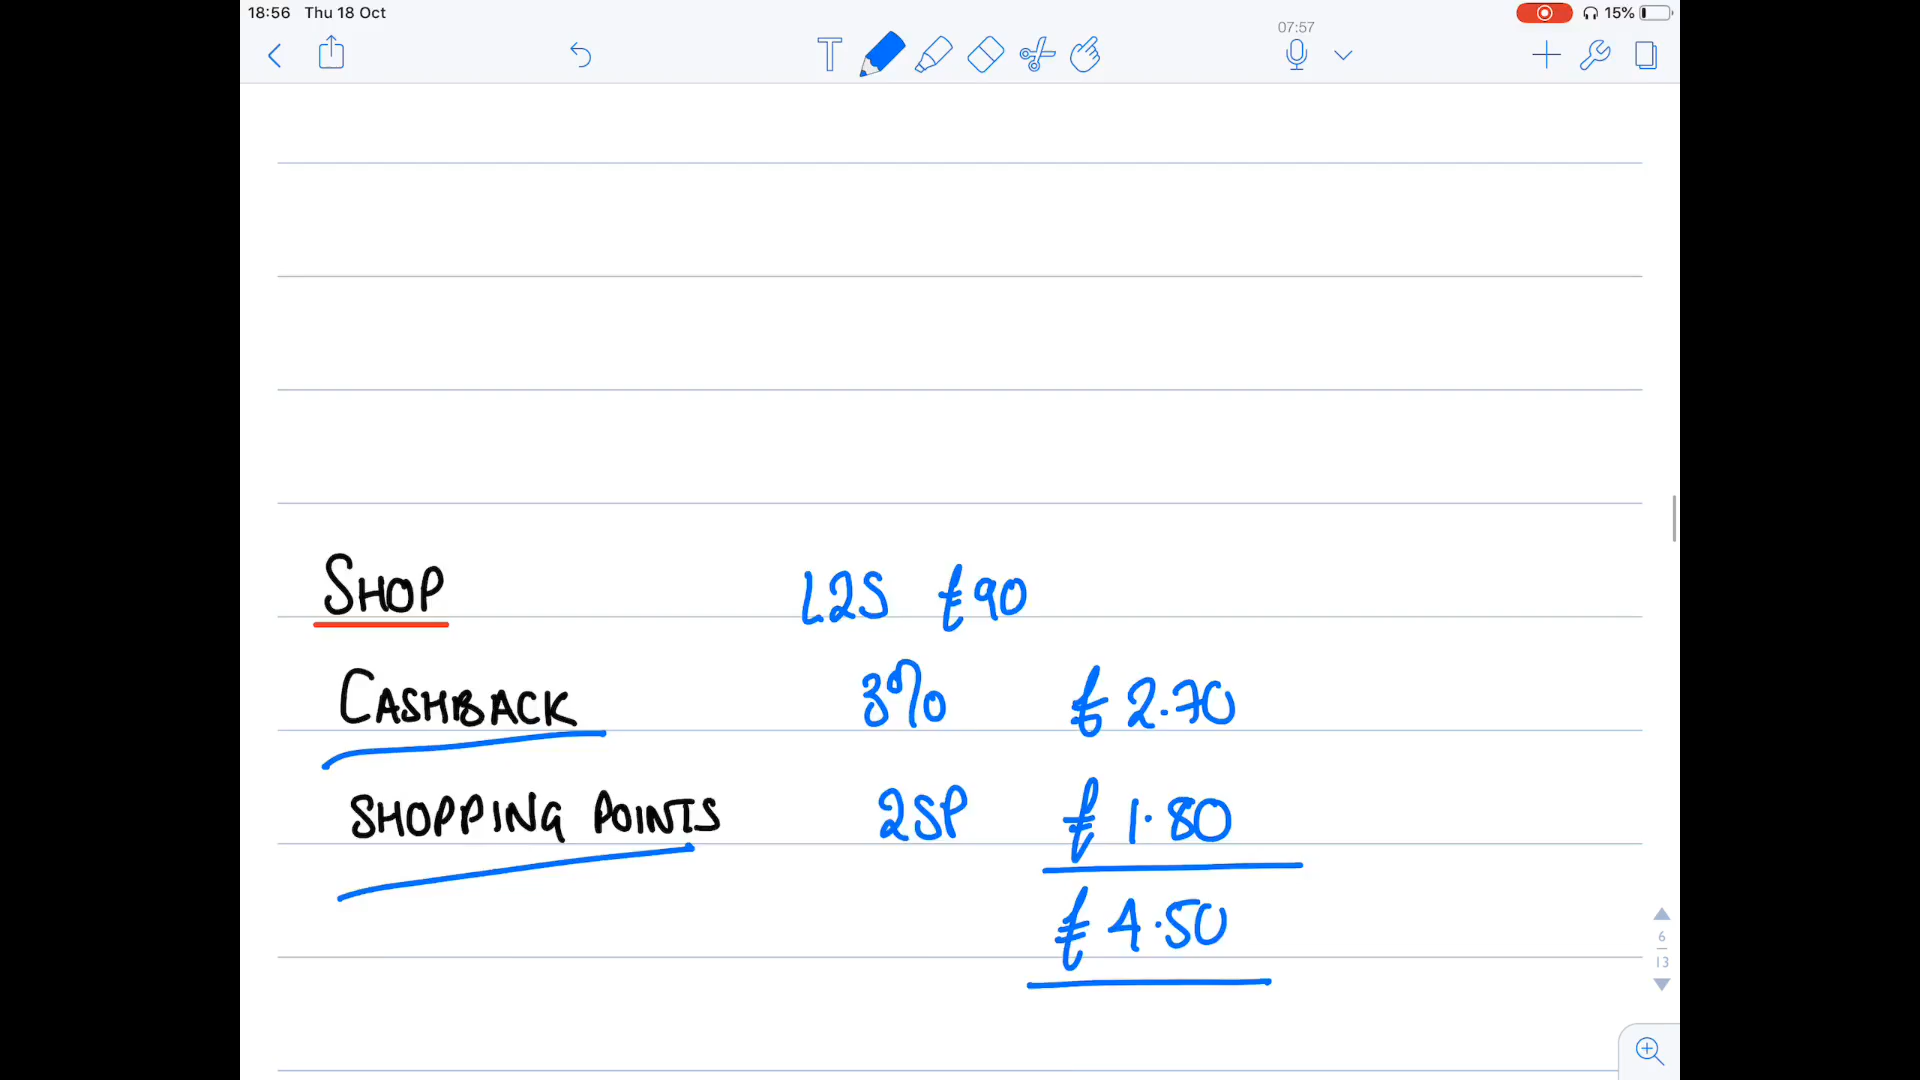 18:56 Thu 18 Oct 15%
07:57
T
SHOP L2S £90
CASHBACK 3% £2.70
SHOPPING POINTS 2SP £1.80
£4.50
6
13